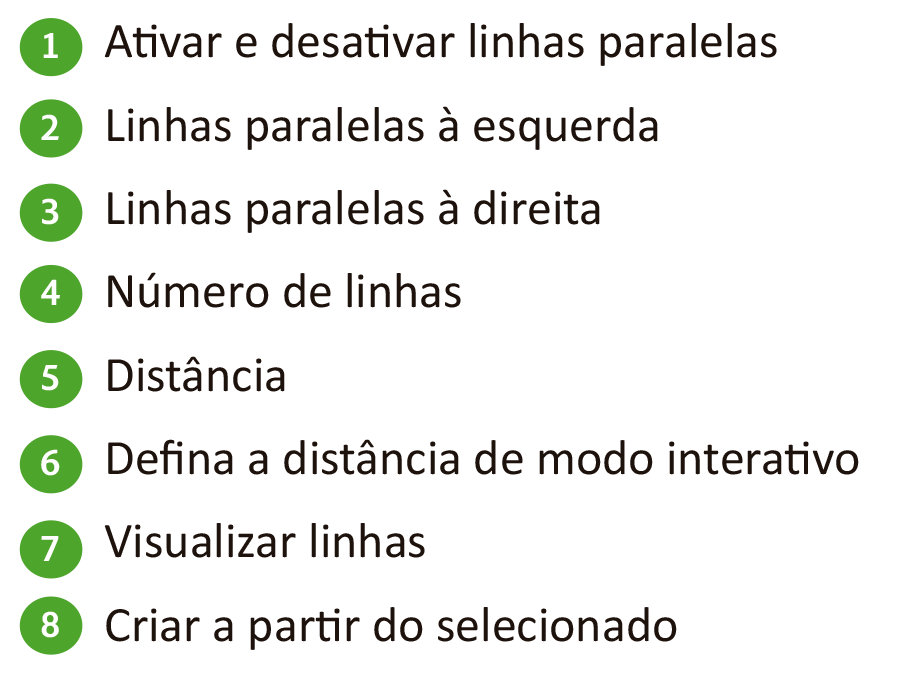 1 Ativar e desativar linhas paralelas
2 Linhas paralelas à esquerda
3 Linhas paralelas à direita
4 Número de linhas
5 Distância
6 Defina a distância de modo interativo
7 Visualizar linhas
8 Criar a partir do selecionado